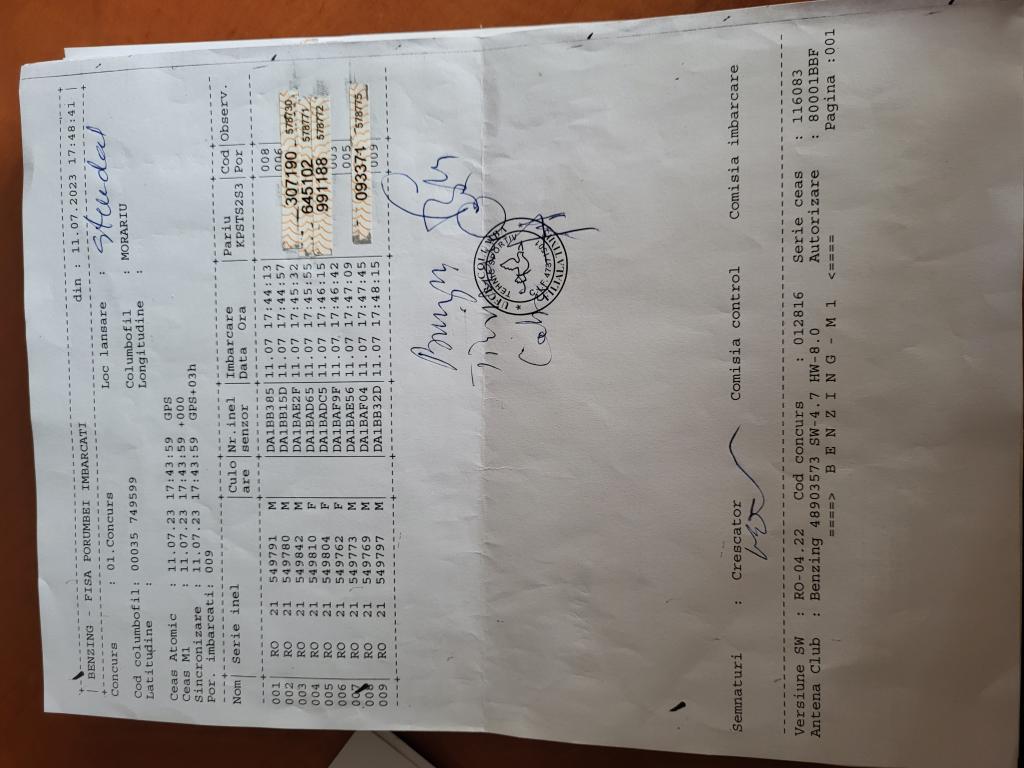 din : 11.07.2023 17:48:41
BENZING - FISA PORUMBEI IMBARCATI
Concurs : 01.Concurs Loc lansare : Stendal
Cod columbofil: 00035 749599 Columbofil : MORARIU
Latitudine : Longitudine :
Ceas Atomic : 11.07.23 17:43:59 GPS
Ceas M1 : 11.07.23 17:43:59 +000
Sincronizare : 11.07.23 17:43:59 GPS+03h
Por. imbarcati: 009
Nom Serie inel Culo Nr.inel Imbarcare Pariu Cod Observ.
are senzor Data Ora KPSTS2S3 Por
001 RO 21 549791 M DA1BB385 11.07 17:44:13 008
002 RO 21 549780 M DA1BB15D 11.07 17:44:57 006
003 RO 21 549842 M DA1BAE2F 11.07 17:45:32 307190 578730
004 RO 21 549810 F DA1BAD65 11.07 17:45:55 645102 578771
005 RO 21 549804 F DA1BADC5 11.07 17:46:15 991188 578772
006 RO 21 549762 F DA1BAF9F 11.07 17:46:42 003
007 RO 21 549773 M DA1BAE56 11.07 17:47:09 005
008 RO 21 549769 M DA1BAF04 11.07 17:47:45 093371 578775
009 RO 21 549797 M DA1BB32D 11.07 17:48:15 009
Semnaturi : Crescator Comisia control Comisia imbarcare
Versiune SW : RO-04.22 Cod concurs : 012816 Serie ceas : 116083
Antena Club : Benzing 48903573 SW-4.7 HW-8.0 Autorizare : 80001BBF
====> B E N Z I N G - M 1 <==== Pagina :001